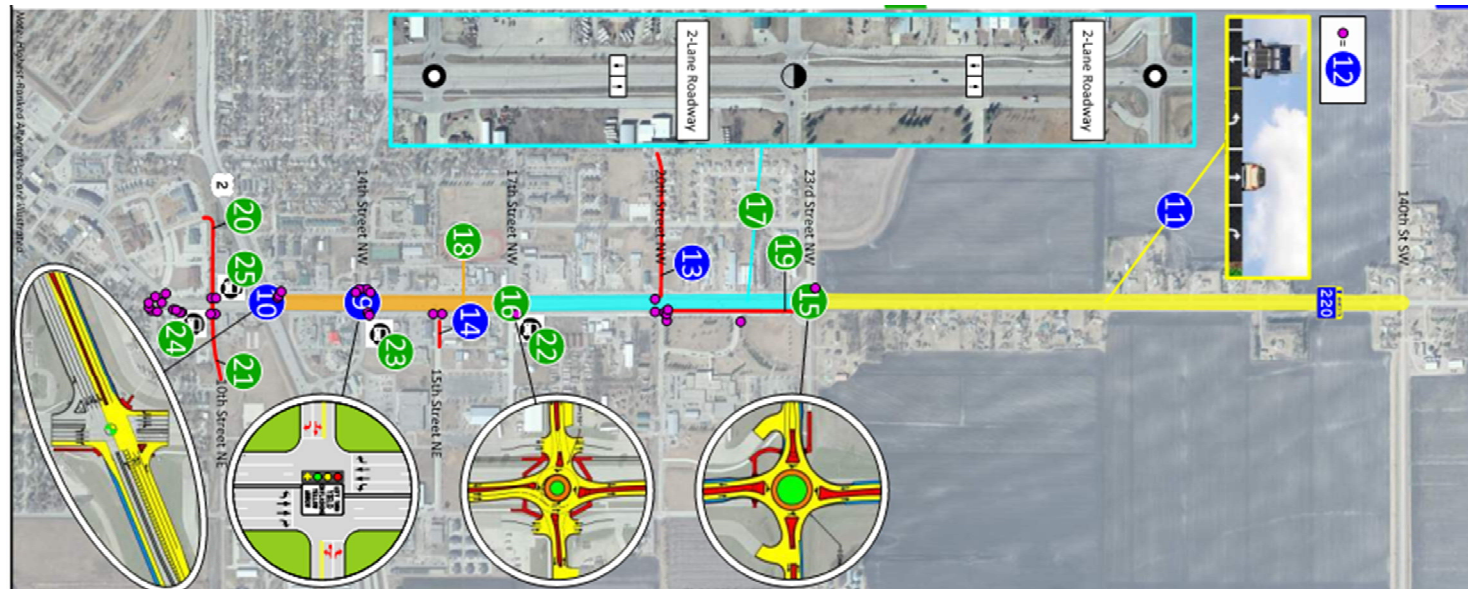 Note: Highest-Ranked Alternatives are Illustrated.
2-Lane Roadway
2-Lane Roadway
= 12
11
140th St SW
220
23rd Street NW
17
19
15
20th Street NW
13
17th Street NW
18
16
22
14
15th Street NE
14th Street NW
9
23
2
20
25
10
24
21
10th Street NE